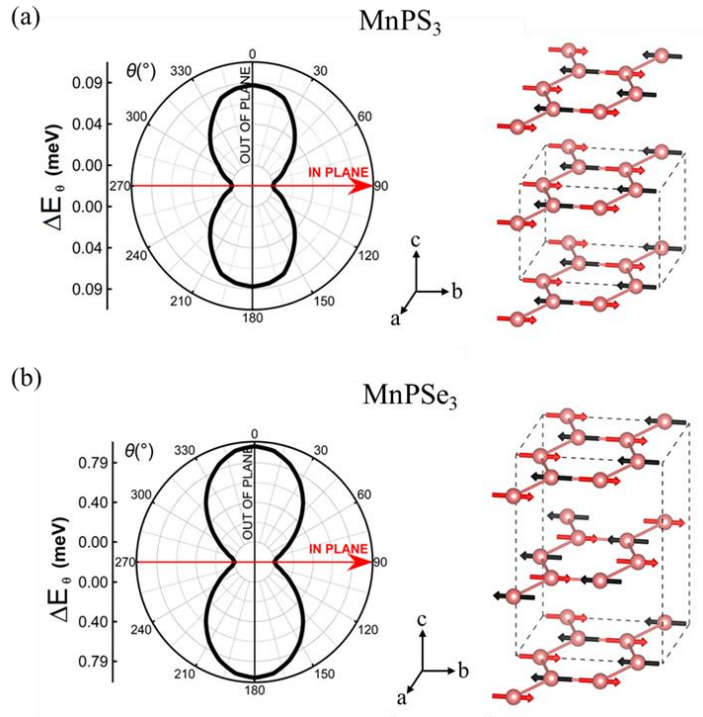 (a)
MnPS₃
θ(°)
0
30
60
90
120
150
180
210
240
270
300
330
0.09
0.04
0.00
0.00
0.04
0.09
ΔE θ (meV)
OUT OF PLANE
IN PLANE
c
b
a
(b)
MnPSe₃
θ(°)
0
30
60
90
120
150
180
210
240
270
300
330
0.79
0.40
0.00
0.00
0.40
0.79
ΔE θ (meV)
OUT OF PLANE
IN PLANE
c
b
a